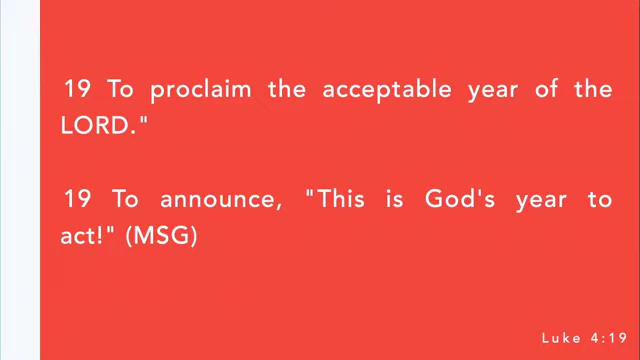 19 To proclaim the acceptable year of the
LORD."
19 To announce, "This is God's year to
act!" (MSG)
Luke 4:19